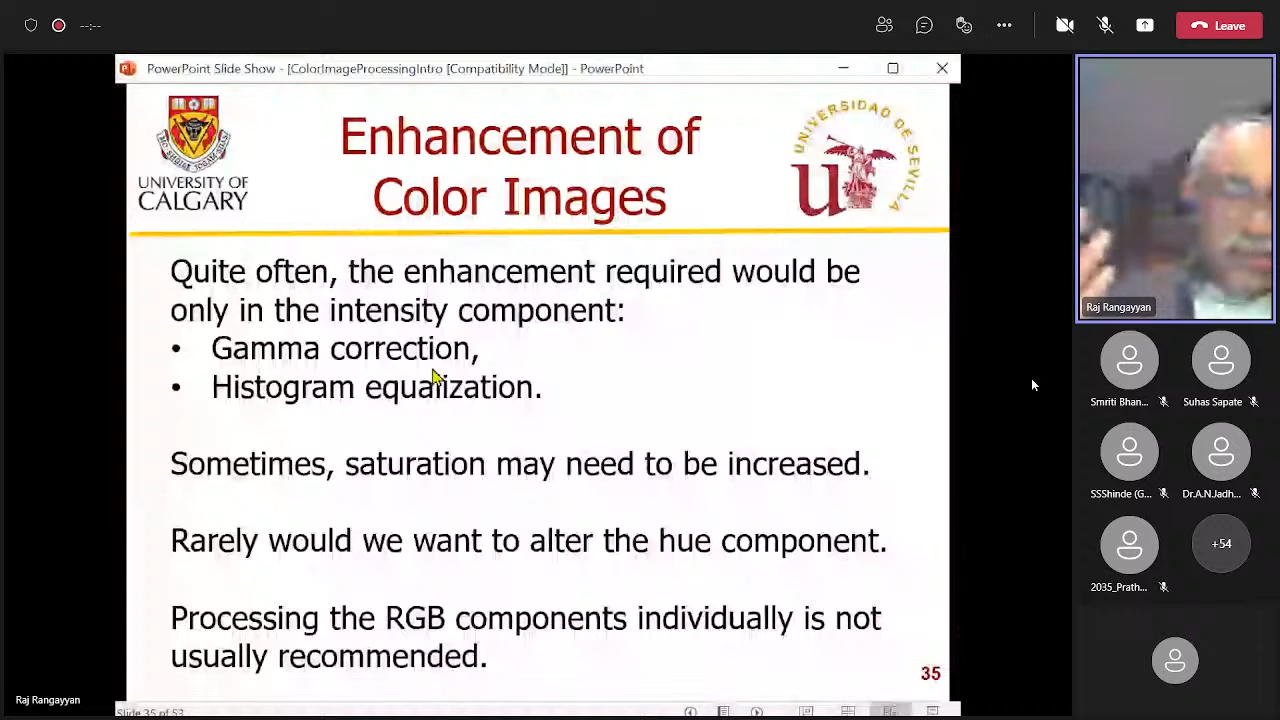 --:--
Leave
PowerPoint Slide Show - [ColorImageProcessingIntro [Compatibility Mode]] - PowerPoint
UNIVERSITY OF
CALGARY
Enhancement of
Color Images
UNIVERSIDAD DE SEVILLA
Quite often, the enhancement required would be
only in the intensity component:
• Gamma correction,
• Histogram equalization.
Sometimes, saturation may need to be increased.
Rarely would we want to alter the hue component.
Processing the RGB components individually is not
usually recommended.
35
Slide 35 of 53
Raj Rangayyan
Raj Rangayyan
Smriti Bhan...
Suhas Sapate
SSShinde (G...
Dr.A.N.Jadh...
2035_Prath...
+54